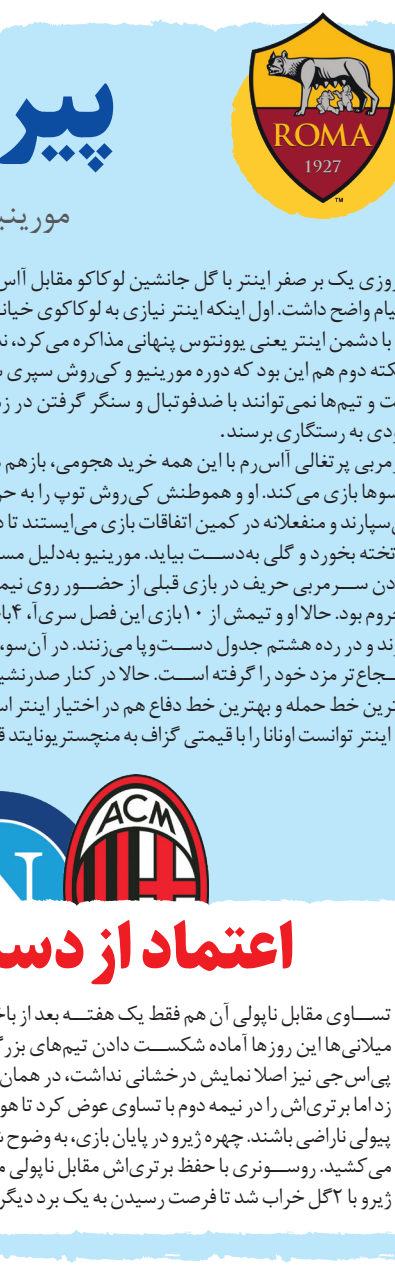 ROMA
1927
TM
پیر
مورینی
روزی یک بر صفر اینتر با گل جانشین لوکاکو مقابل آاس
یام واضح داشت. اول اینکه اینتر نیازی به لوکاکوی خیان
با دشمن اینتر یعنی یوونتوس پنهانی مذاکره می‌کرد، ند
کته دوم هم این بود که دوره مورینیو و کی‌روش سپری ش
ت و تیم‌ها نمی‌توانند با ضدفوتبال و سنگر گرفتن در ز
ودی به رستگاری برسند.
مربی پرتغالی آاس‌رم با این همه خرید هجومی، بازهم
سوها بازی می‌کند. او و هموطنش کی‌روش توپ را به حر
ی‌سپارند و منفعلانه در کمین اتفاقات بازی می‌ایستند تا د
تخته بخورد و گلی به‌دست بیاید. مورینیو به‌دلیل مس
دن سرمربی حریف در بازی قبلی از حضور روی نیم
حروم بود. حالا او و تیمش از ۱۰بازی این فصل سری‌آ، ۴با
رند و در رده هشتم جدول دست‌وپا می‌زنند. در آن‌سو،
جاع‌تر مزد خود را گرفته است. حالا در کنار صدرنشی
ترین خط حمله و بهترین خط دفاع هم در اختیار اینتر اس
اینتر توانست اونانا را با قیمتی گزاف به منچستریونایتد ق
ACM
N
اعتماد از دس
تساوی مقابل ناپولی آن هم فقط یک هفته بعد از باخ
میلانی‌ها این روزها آماده شکست دادن تیم‌های بزرگ
پی‌اس‌جی نیز اصلا نمایش درخشانی نداشت، در همان
زد اما برتری‌اش را در نیمه دوم با تساوی عوض کرد تا هو
پیولی ناراضی باشند. چهره ژیرو در پایان بازی، به وضوح ش
می‌کشید. روسونری با حفظ برتری‌اش مقابل ناپولی م
ژیرو با ۲گل خراب شد تا فرصت رسیدن به یک برد دیگر